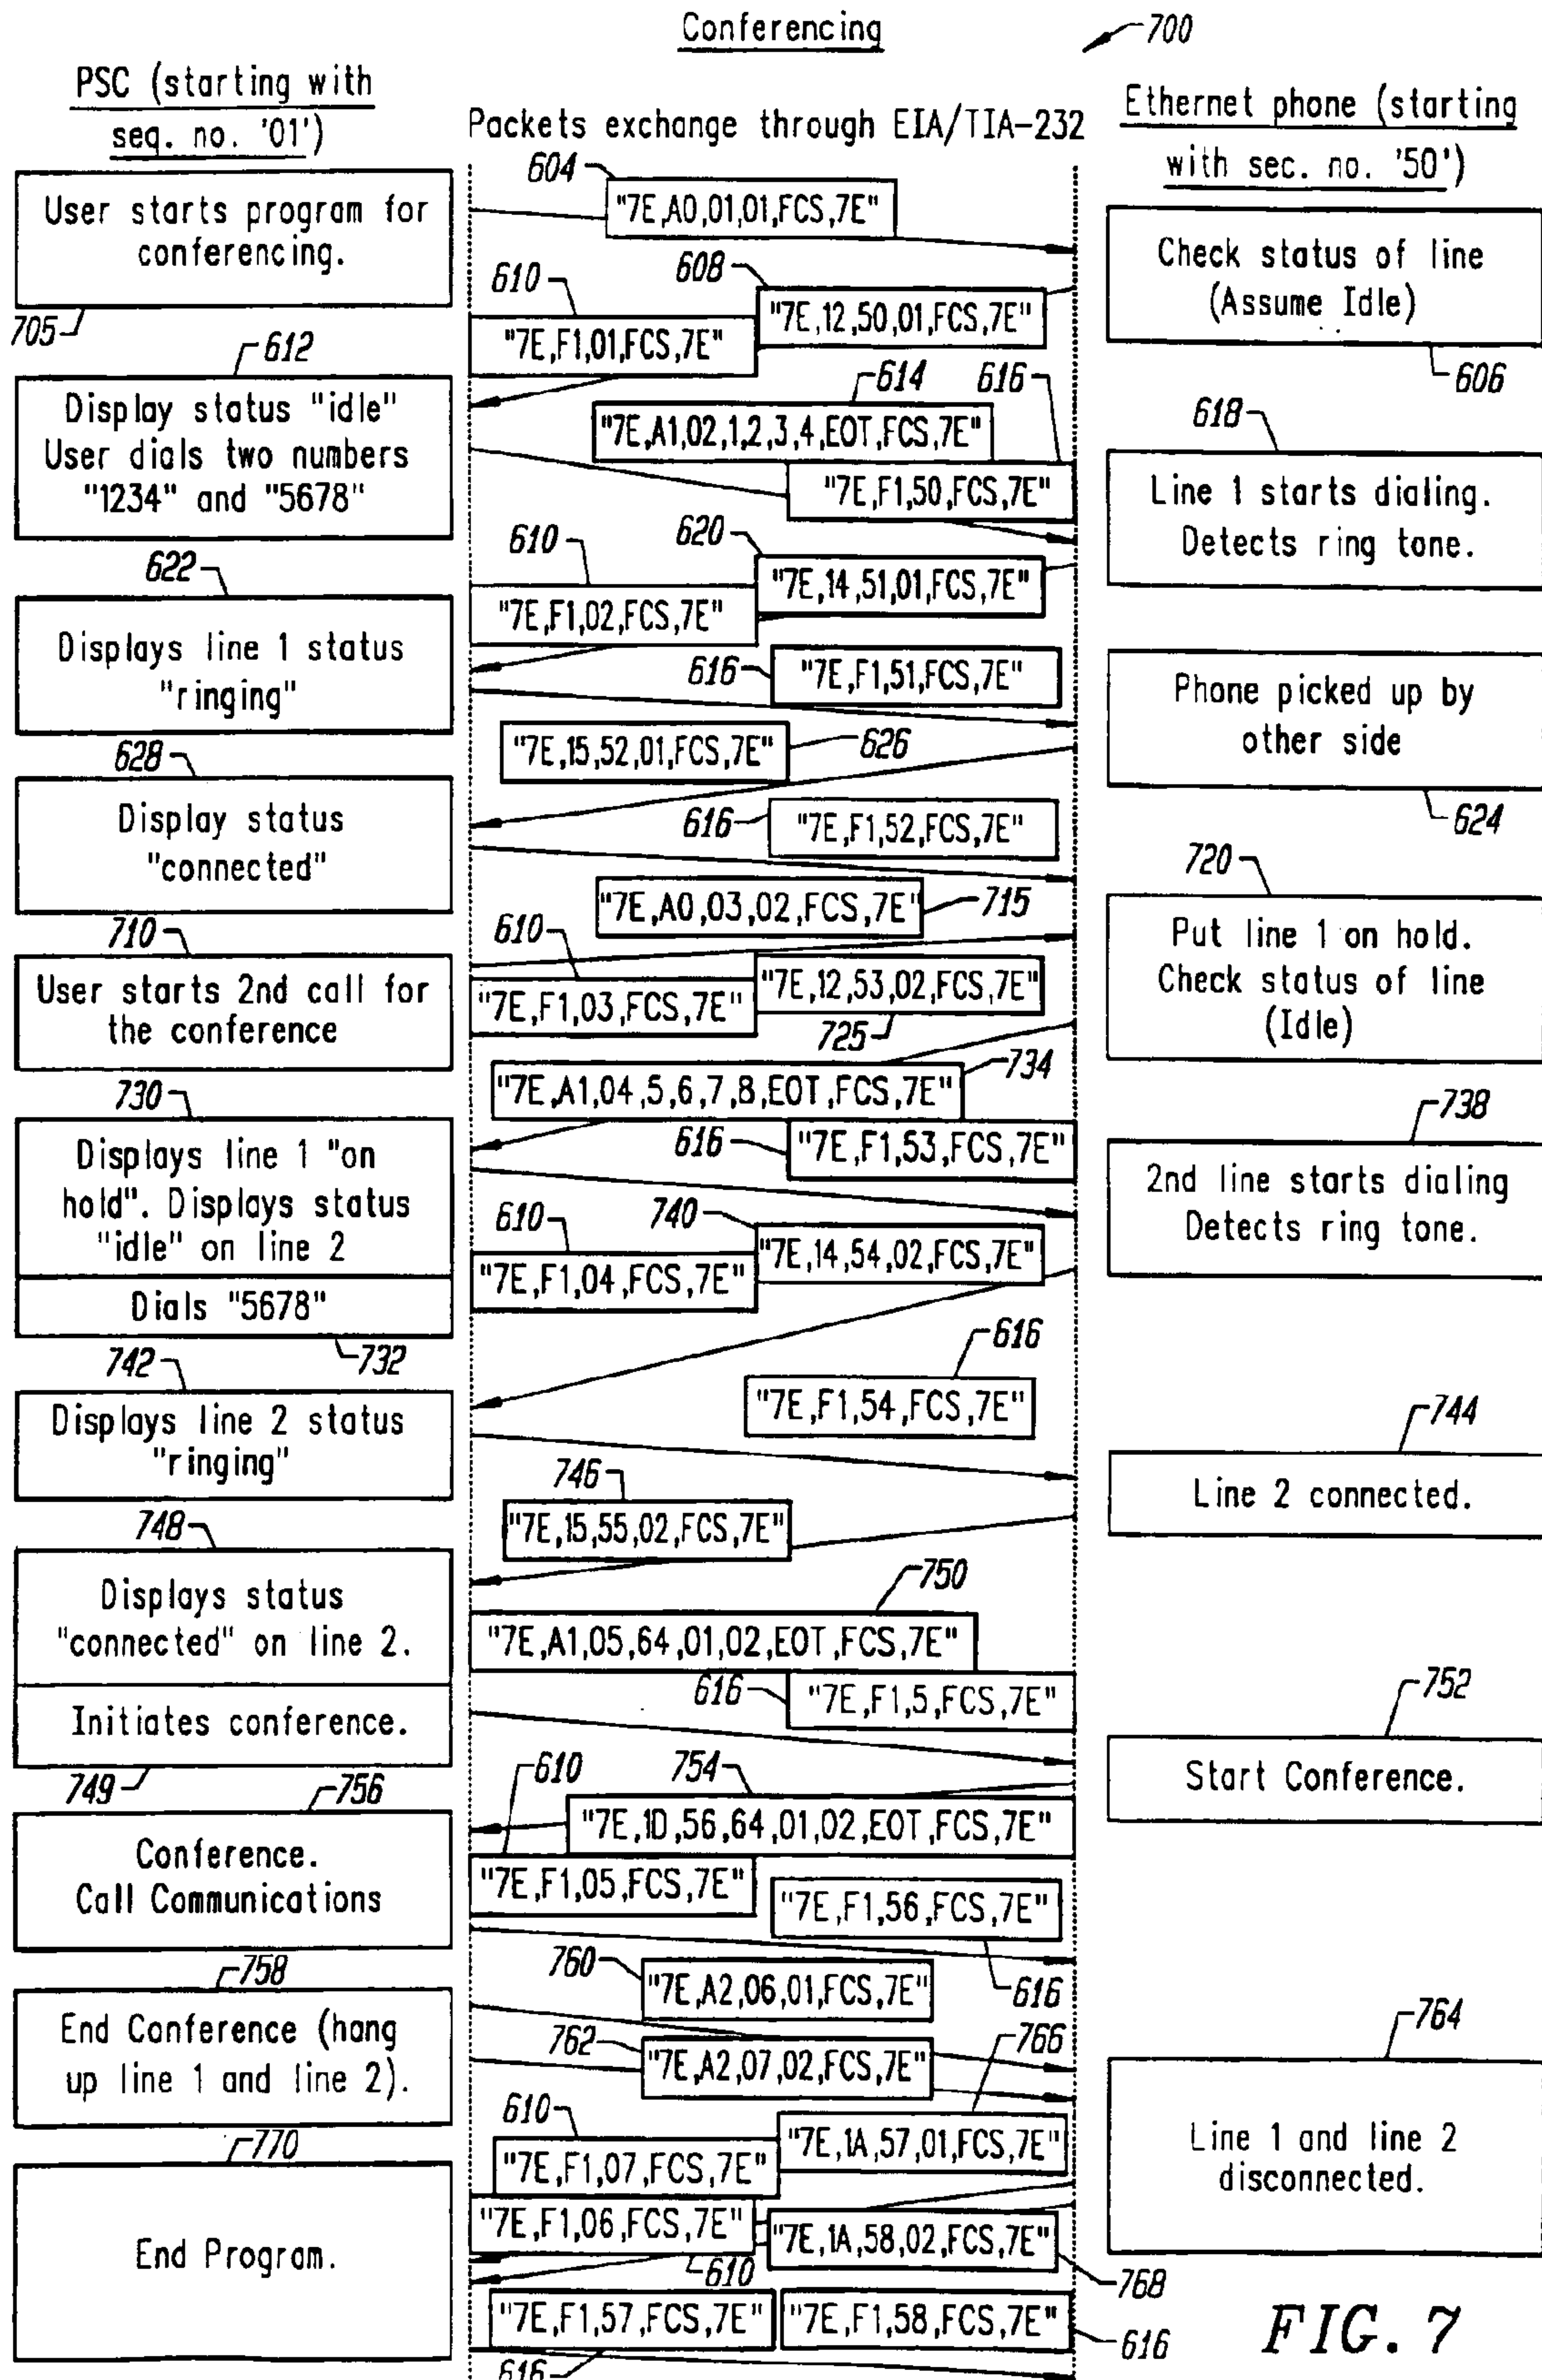 Conferencing
700
PSC (starting with
seq. no. '01')
Packets exchange through EIA/TIA-232
Ethernet phone (starting
with sec. no. '50')
User starts program for
conferencing.
705
604
"7E,A0,01,01,FCS,7E"
Check status of line
(Assume Idle)
606
608
"7E,12,50,01,FCS,7E"
610
"7E,F1,01,FCS,7E"
612
Display status "idle"
User dials two numbers
"1234" and "5678"
614
"7E,A1,02,1,2,3,4,EOT,FCS,7E"
616
"7E,F1,50,FCS,7E"
618
Line 1 starts dialing.
Detects ring tone.
620
"7E,14,51,01,FCS,7E"
610
"7E,F1,02,FCS,7E"
622
Displays line 1 status
"ringing"
616
"7E,F1,51,FCS,7E"
Phone picked up by
other side
624
"7E,15,52,01,FCS,7E"
626
628
Display status
"connected"
616
"7E,F1,52,FCS,7E"
"7E,A0,03,02,FCS,7E"
715
720
Put line 1 on hold.
Check status of line
(Idle)
710
User starts 2nd call for
the conference
610
"7E,F1,03,FCS,7E"
"7E,12,53,02,FCS,7E"
725
"7E,A1,04,5,6,7,8,EOT,FCS,7E"
734
730
Displays line 1 "on
hold". Displays status
"idle" on line 2
Dials "5678"
732
616
"7E,F1,53,FCS,7E"
738
2nd line starts dialing
Detects ring tone.
740
"7E,14,54,02,FCS,7E"
610
"7E,F1,04,FCS,7E"
742
Displays line 2 status
"ringing"
616
"7E,F1,54,FCS,7E"
744
Line 2 connected.
746
"7E,15,55,02,FCS,7E"
748
Displays status
"connected" on line 2.
Initiates conference.
749
750
"7E,A1,05,64,01,02,EOT,FCS,7E"
616
"7E,F1,5,FCS,7E"
752
Start Conference.
610
754
"7E,1D,56,64,01,02,EOT,FCS,7E"
756
Conference.
Call Communications
"7E,F1,05,FCS,7E"
"7E,F1,56,FCS,7E"
616
758
End Conference (hang
up line 1 and line 2).
760
"7E,A2,06,01,FCS,7E"
762
"7E,A2,07,02,FCS,7E"
764
Line 1 and line 2
disconnected.
766
"7E,1A,57,01,FCS,7E"
610
"7E,F1,07,FCS,7E"
770
End Program.
"7E,F1,06,FCS,7E"
610
"7E,1A,58,02,FCS,7E"
768
"7E,F1,57,FCS,7E"
616
"7E,F1,58,FCS,7E"
616
FIG. 7